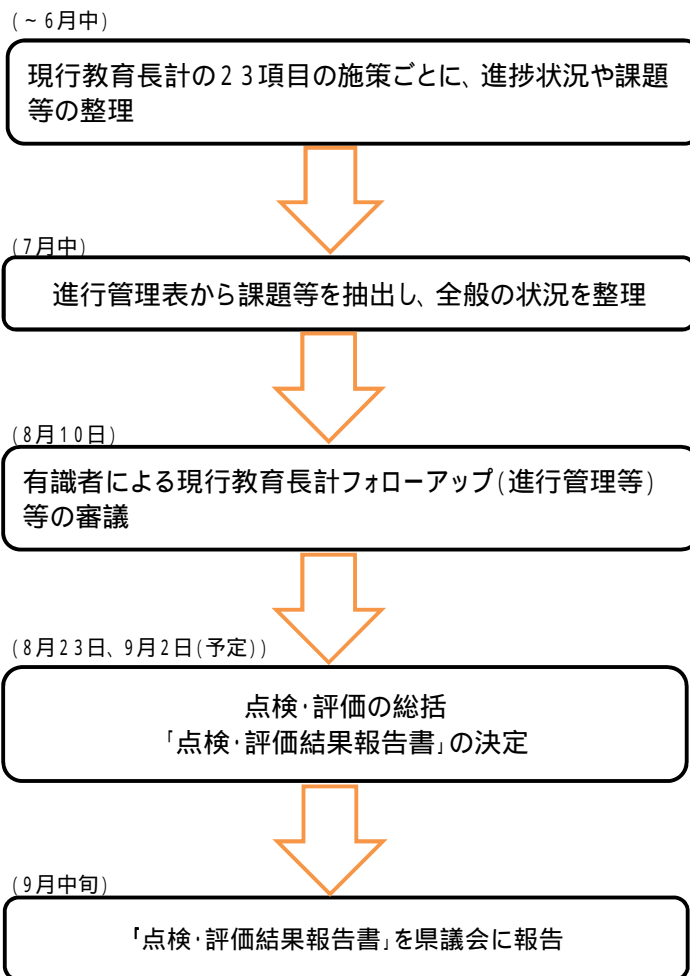 (~6月中)
現行教育長計の23項目の施策ごとに、進捗状況や課題
等の整理
(7月中)
進行管理表から課題等を抽出し、全般の状況を整理
(8月10日)
有識者による現行教育長計フォローアップ(進行管理等)
等の審議
(8月23日、9月2日(予定))
点検・評価の総括
「点検・評価結果報告書」の決定
(9月中旬)
「点検・評価結果報告書」を県議会に報告